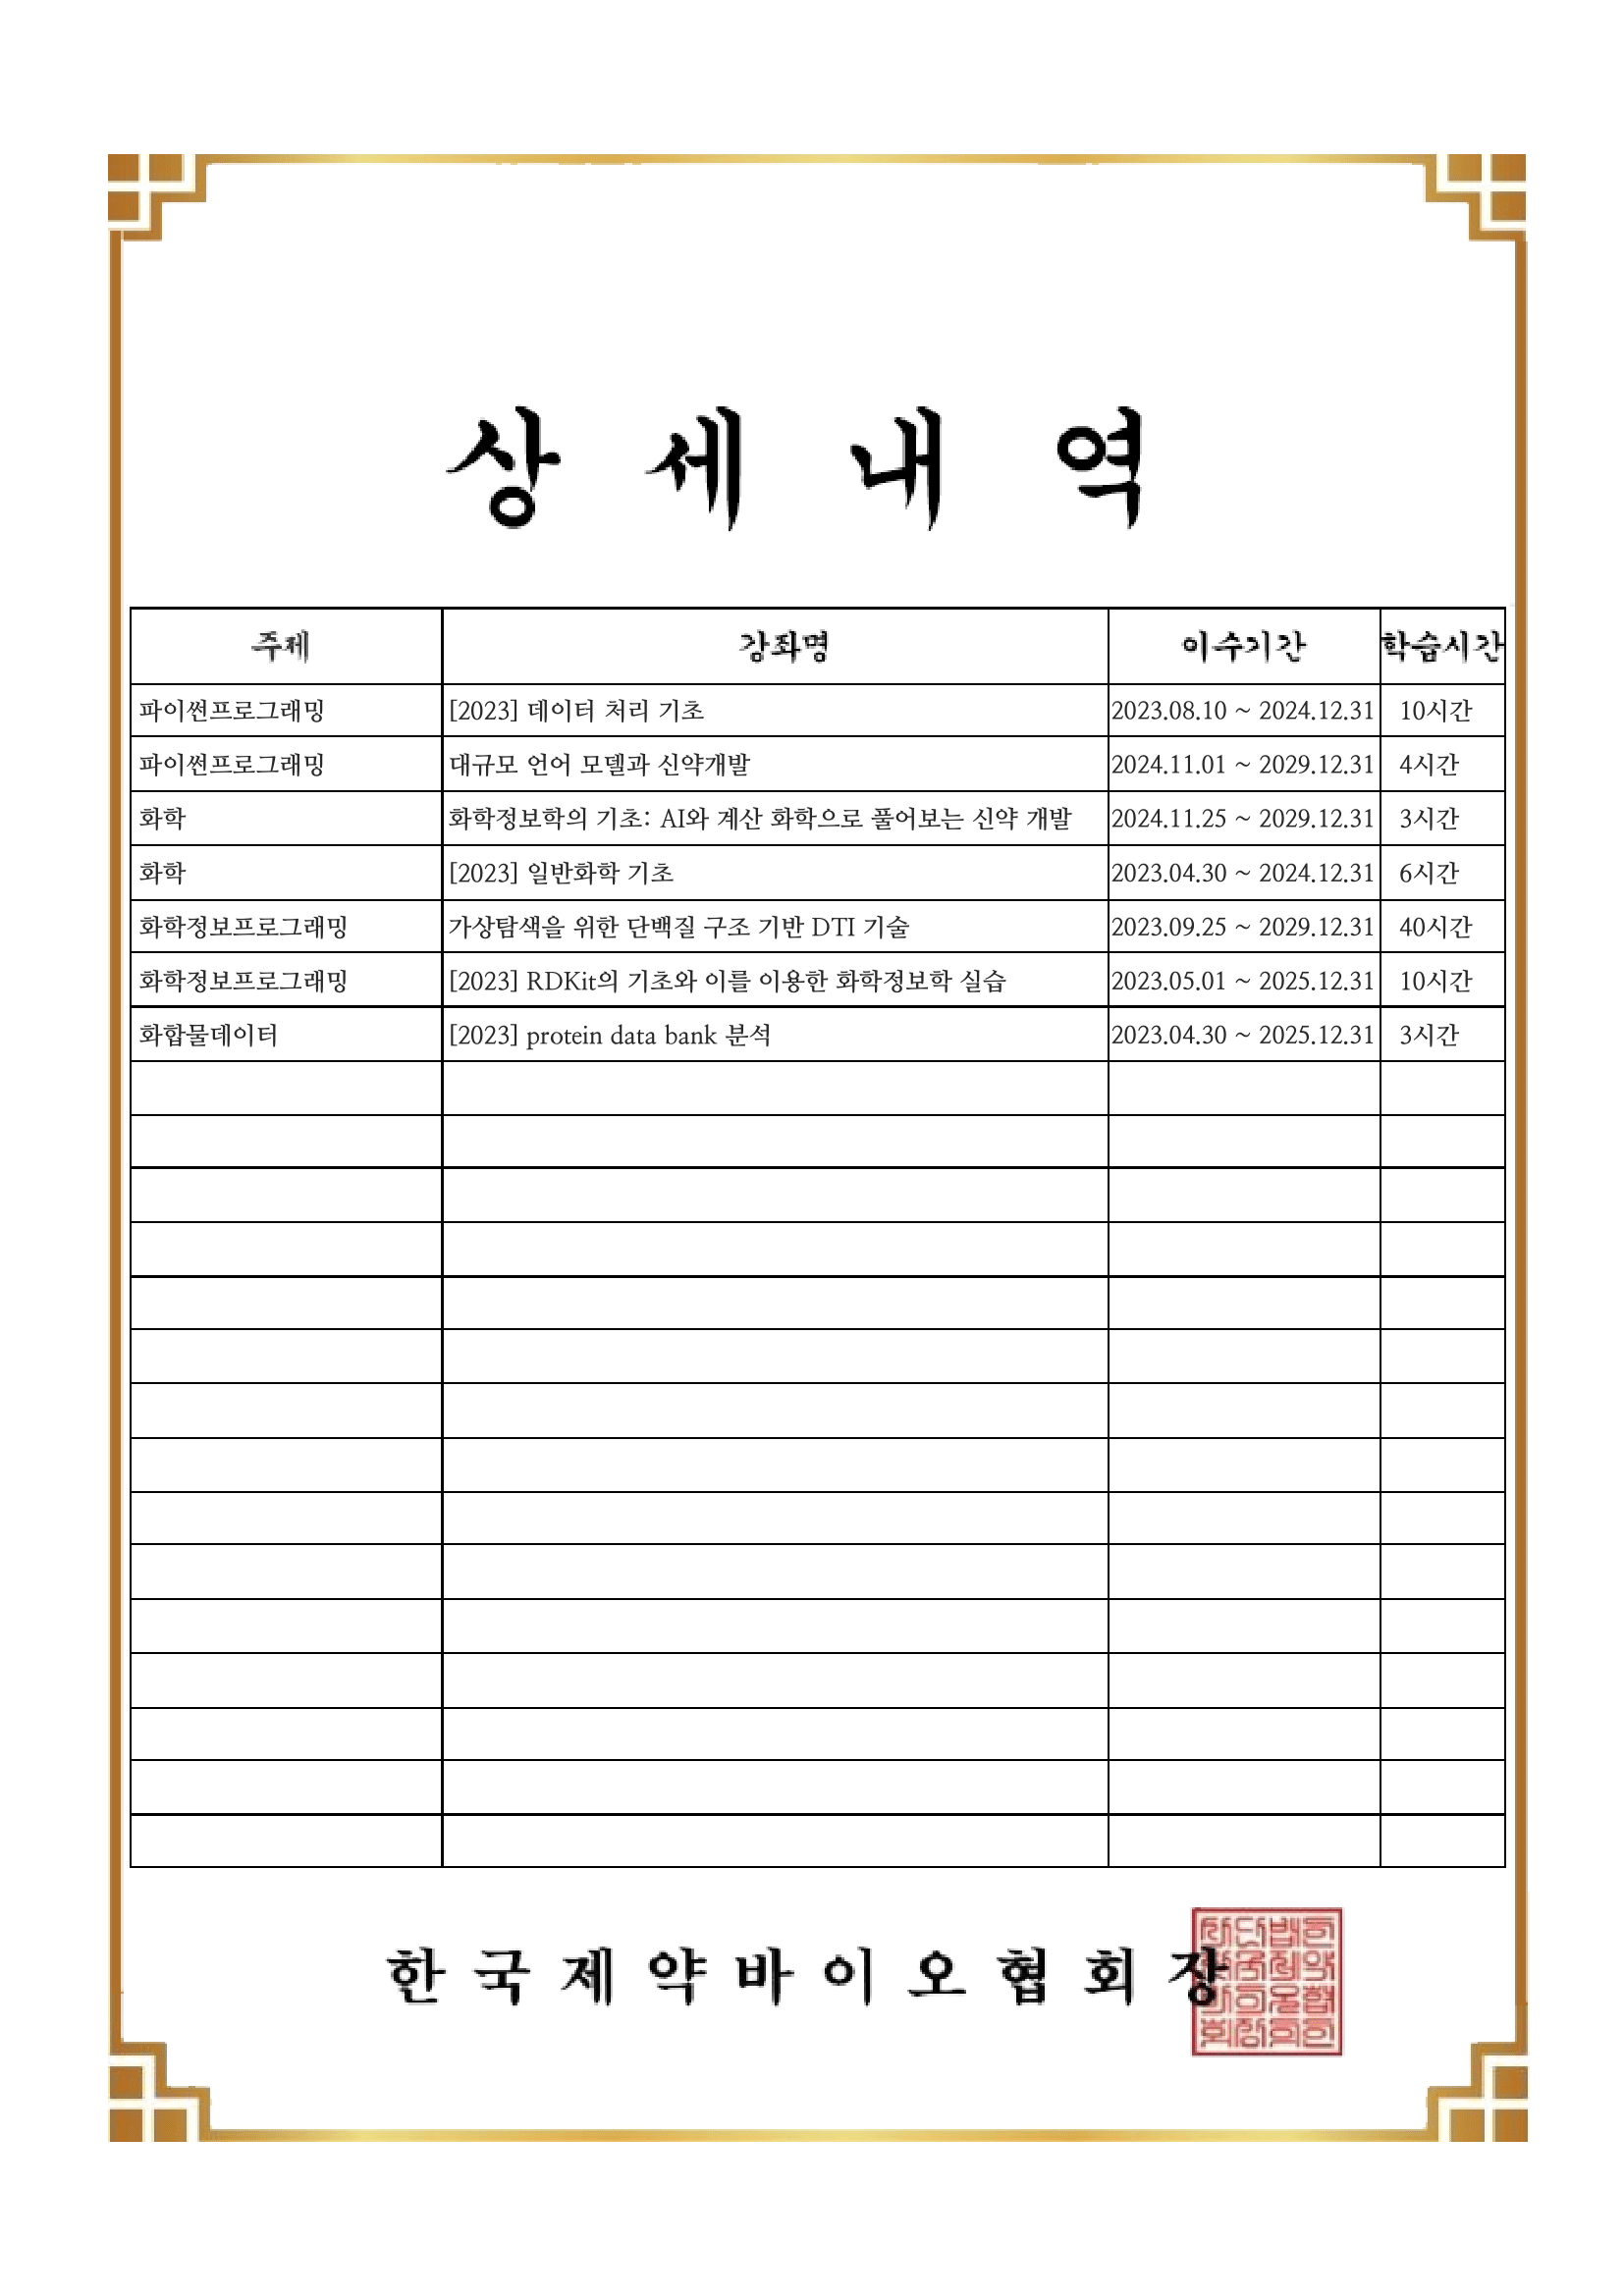 상 세 내 역
주제 강좌명 이수기간 학습시간
파이썬프로그래밍 [2023] 데이터 처리 기초 2023.08.10 ~ 2024.12.31 10시간
파이썬프로그래밍 대규모 언어 모델과 신약개발 2024.11.01 ~ 2029.12.31 4시간
화학 화학정보학의 기초: AI와 계산 화학으로 풀어보는 신약 개발 2024.11.25 ~ 2029.12.31 3시간
화학 [2023] 일반화학 기초 2023.04.30 ~ 2024.12.31 6시간
화학정보프로그래밍 가상탐색을 위한 단백질 구조 기반 DTI 기술 2023.09.25 ~ 2029.12.31 40시간
화학정보프로그래밍 [2023] RDKit의 기초와 이를 이용한 화학정보학 실습 2023.05.01 ~ 2025.12.31 10시간
화합물데이터 [2023] protein data bank 분석 2023.04.30 ~ 2025.12.31 3시간
한 국 제 약 바 이 오 협 회 장